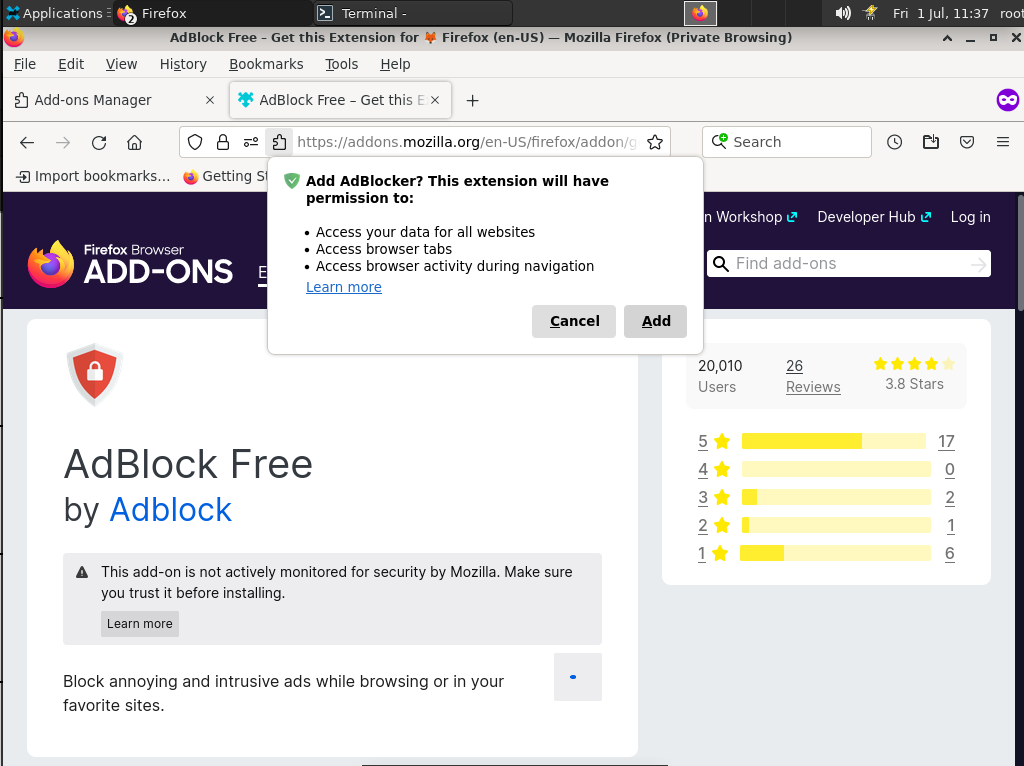 Applications
2
Firefox
Terminal -
Fri 1 Jul, 11:37
root
AdBlock Free – Get this Extension for 🦊 Firefox (en-US) — Mozilla Firefox (Private Browsing)
File Edit View History Bookmarks Tools Help
Add-ons Manager
AdBlock Free – Get this E
https://addons.mozilla.org/en-US/firefox/addon/g
Search
Import bookmarks...
Getting St
Add AdBlocker? This extension will have
permission to:
• Access your data for all websites
• Access browser tabs
• Access browser activity during navigation
Learn more
Cancel
Add
n Workshop
Developer Hub
Log in
Firefox Browser
ADD-ONS
E
Find add-ons
AdBlock Free
by Adblock
This add-on is not actively monitored for security by Mozilla. Make sure
you trust it before installing.
Learn more
Block annoying and intrusive ads while browsing or in your
favorite sites.
20,010
Users
26
Reviews
3.8 Stars
5 17
4 0
3 2
2 1
1 6